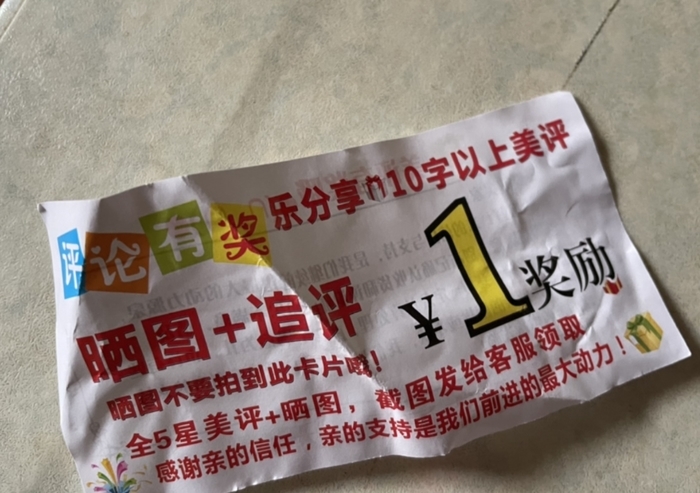 评论有奖
乐分享the10字以上美评
晒图+追评
¥1奖励
晒图不要拍到此卡片哦！
全5星美评+晒图，截图发给客服领取
感谢亲的信任，亲的支持是我们前进的最大动力！